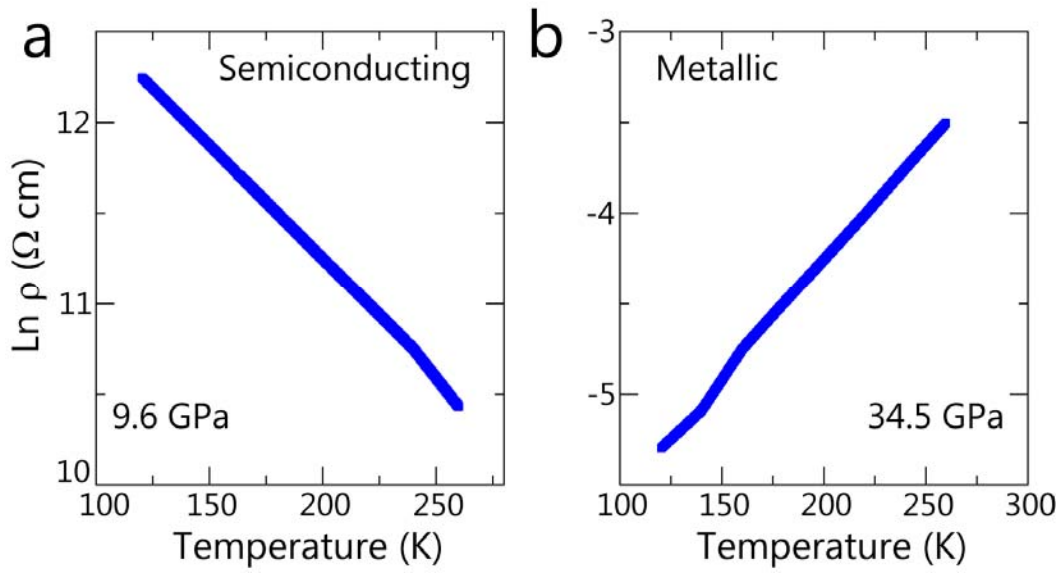 a
Semiconducting
12
11
10
Ln ρ (Ω cm)
9.6 GPa
100 150 200 250
Temperature (K)
b
Metallic
-3
-4
-5
34.5 GPa
100 150 200 250 300
Temperature (K)